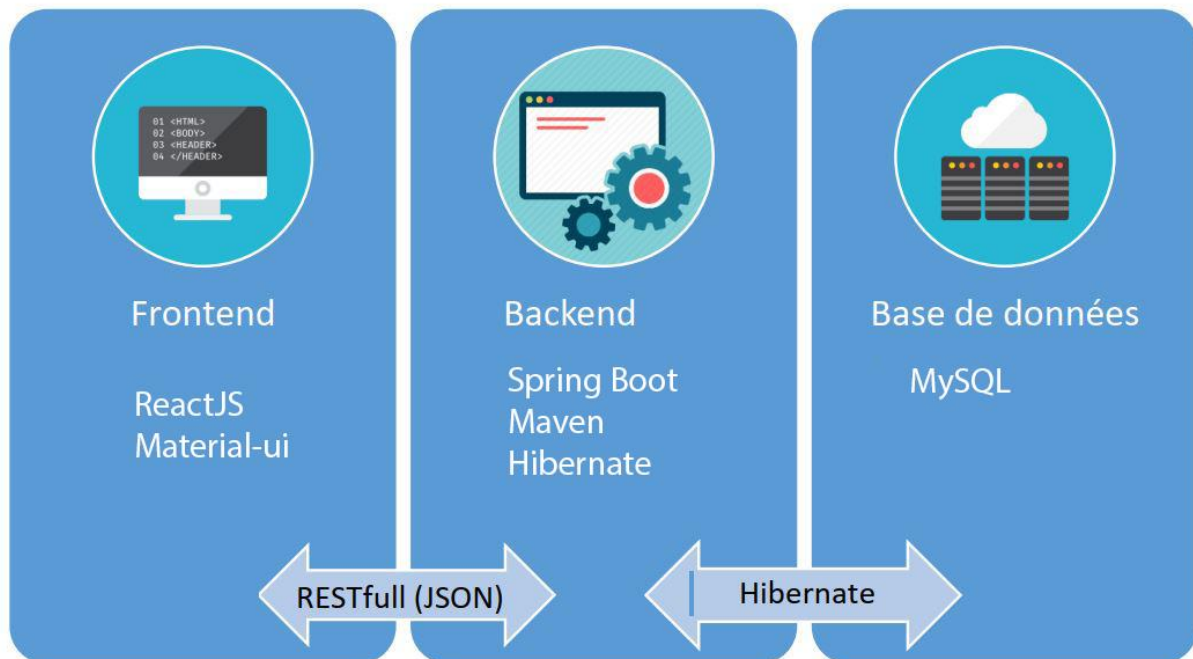 01 <HTML>
02 <BODY>
03 <HEADER>
04 </HEADER>
Frontend
ReactJS
Material-ui
Backend
Spring Boot
Maven
Hibernate
Base de données
MySQL
RESTfull (JSON)
Hibernate